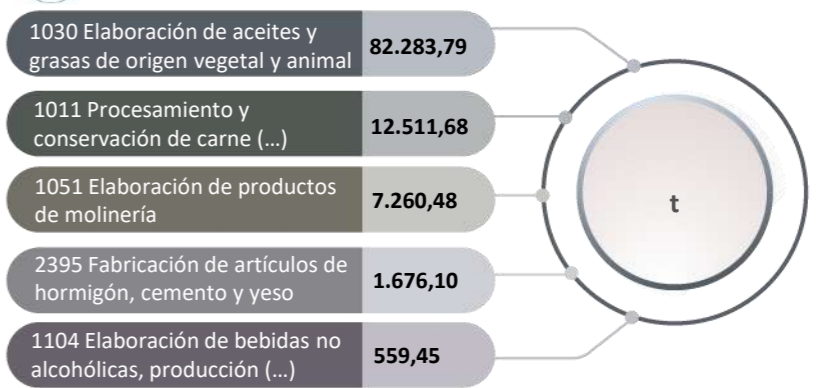 1030 Elaboración de aceites y
grasas de origen vegetal y animal
82.283,79
1011 Procesamiento y
conservación de carne (...)
12.511,68
1051 Elaboración de productos
de molinería
7.260,48
2395 Fabricación de artículos de
hormigón, cemento y yeso
1.676,10
1104 Elaboración de bebidas no
alcohólicas, producción (...)
559,45
t